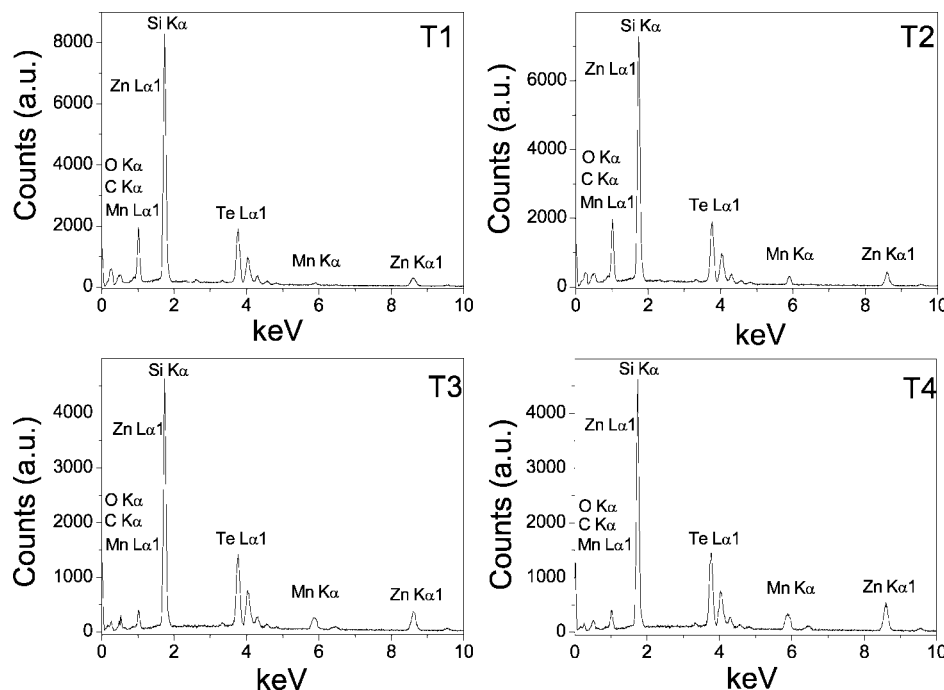 Si Kα
T1
8000
Zn Lα1
6000
Counts (a.u.)
4000
O Kα
C Kα
Mn Lα1
2000
Te Lα1
Mn Kα
Zn Kα1
0
0 2 4 6 8 10
keV
Si Kα
T2
6000
Zn Lα1
Counts (a.u.)
4000
O Kα
C Kα
Mn Lα1
2000
Te Lα1
Mn Kα
Zn Kα1
0
0 2 4 6 8 10
keV
Si Kα
T3
4000
Zn Lα1
3000
Counts (a.u.)
O Kα
C Kα
Mn Lα1
2000
Te Lα1
1000
Mn Kα
Zn Kα1
0
0 2 4 6 8 10
keV
Si Kα
T4
4000
Zn Lα1
3000
Counts (a.u.)
O Kα
C Kα
Mn Lα1
2000
Te Lα1
1000
Mn Kα
Zn Kα1
0
0 2 4 6 8 10
keV